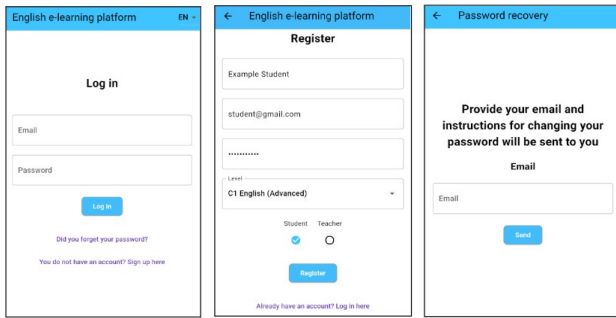 English e-learning platform EN
Log in
Email
Password
Log in
Did you forget your password?
You do not have an account? Sign up here
English e-learning platform
Register
Example Student
student@gmail.com
Level
C1 English (Advanced)
Student Teacher
Register
Already have an account? Log in here
Password recovery
Provide your email and
instructions for changing your
password will be sent to you
Email
Email
Send